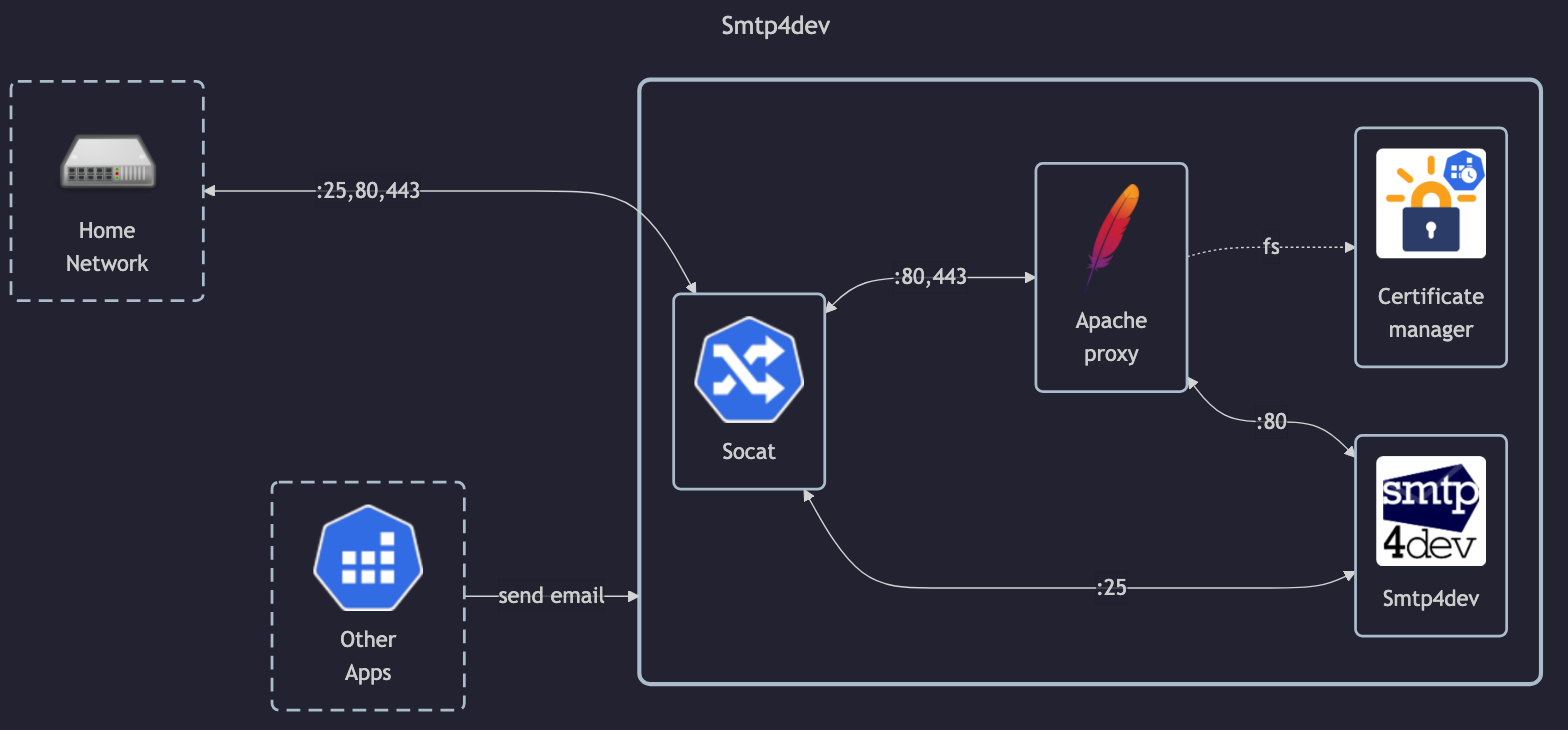 Smtp4dev
Home
Network
:25,80,443
Socat
:80,443
Apache
proxy
fs
Certificate
manager
:80
smtp
4dev
Smtp4dev
:25
Other
Apps
send email